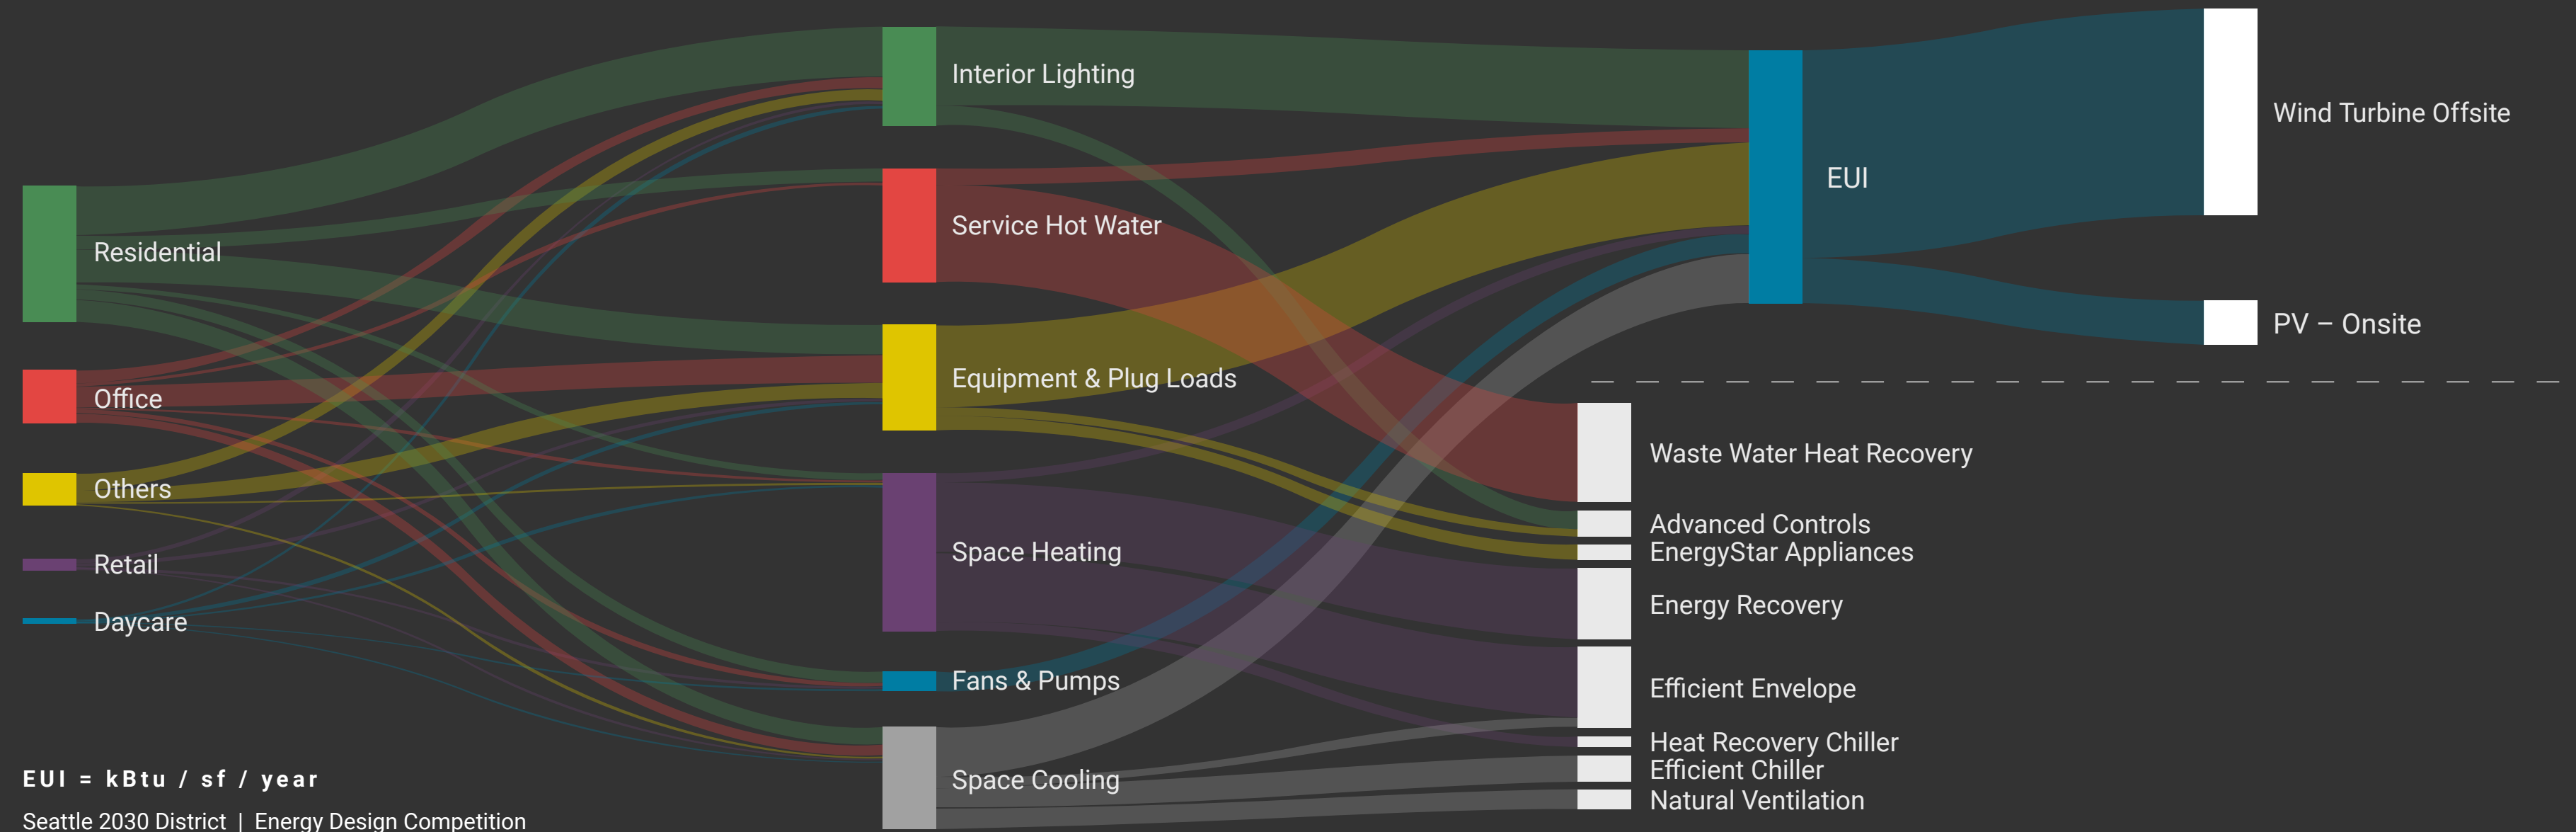 Residential
Office
Others
Retail
Daycare
Interior Lighting
Service Hot Water
Equipment & Plug Loads
Space Heating
Fans & Pumps
Space Cooling
EUI
Wind Turbine Offsite
PV – Onsite
Waste Water Heat Recovery
Advanced Controls
EnergyStar Appliances
Energy Recovery
Efficient Envelope
Heat Recovery Chiller
Efficient Chiller
Natural Ventilation
EUI = kBtu / sf / year
Seattle 2030 District | Energy Design Competition